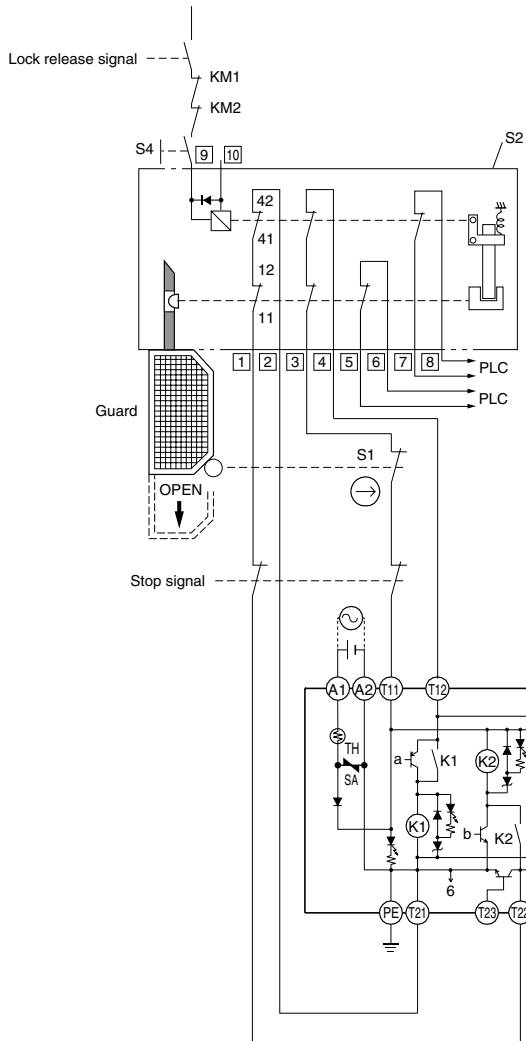 Lock release signal
KM1
KM2
S4
9 10
S2
42
41
12
11
1 2 3 4 5 6 7 8
PLC
PLC
Guard
S1
OPEN
Stop signal
A1 A2 T11 T12
TH
SA
a
K1
K2
K1
b
K2
6
PE T21 T23 T22